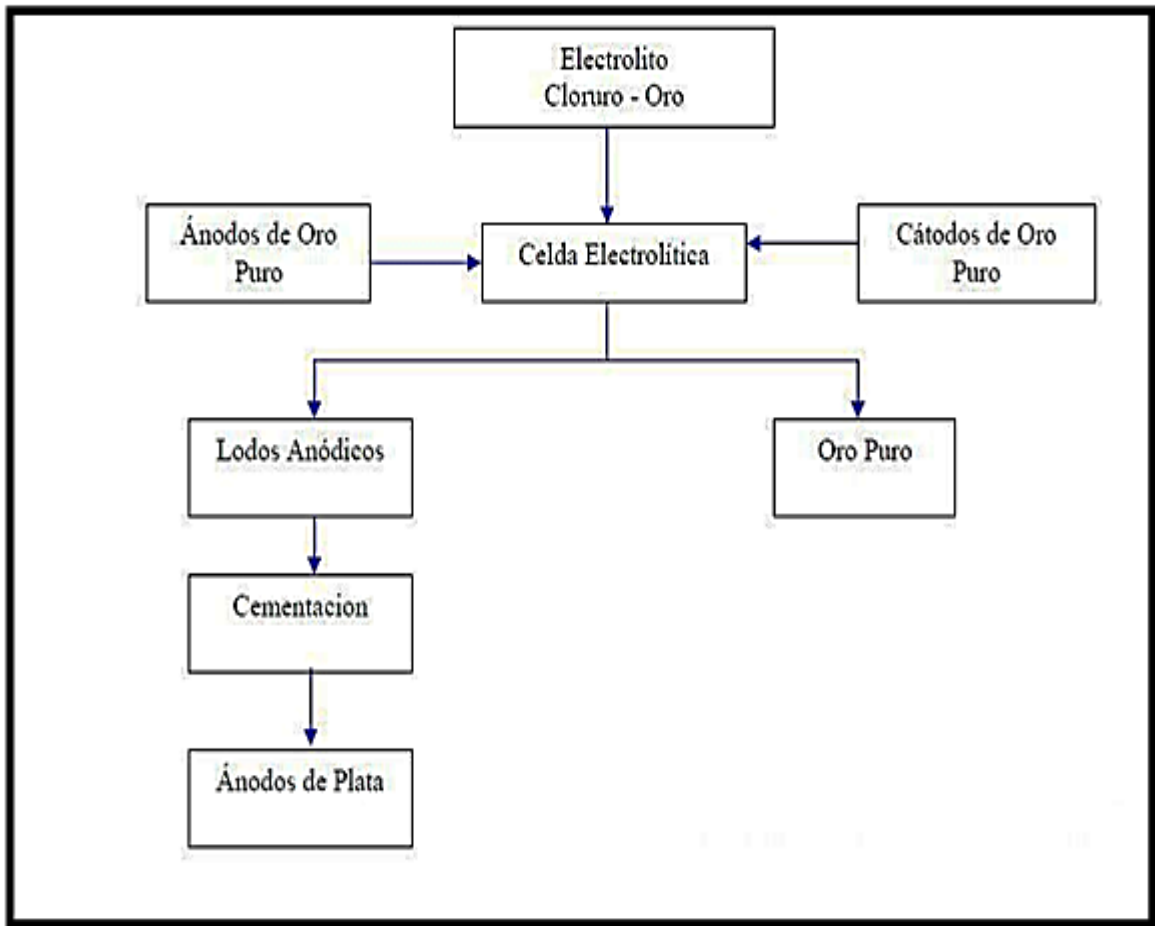 Electrolito
Cloruro - Oro
Ánodos de Oro
Puro
Celda Electrolítica
Cátodos de Oro
Puro
Lodos Anódicos
Oro Puro
Cementacion
Ánodos de Plata